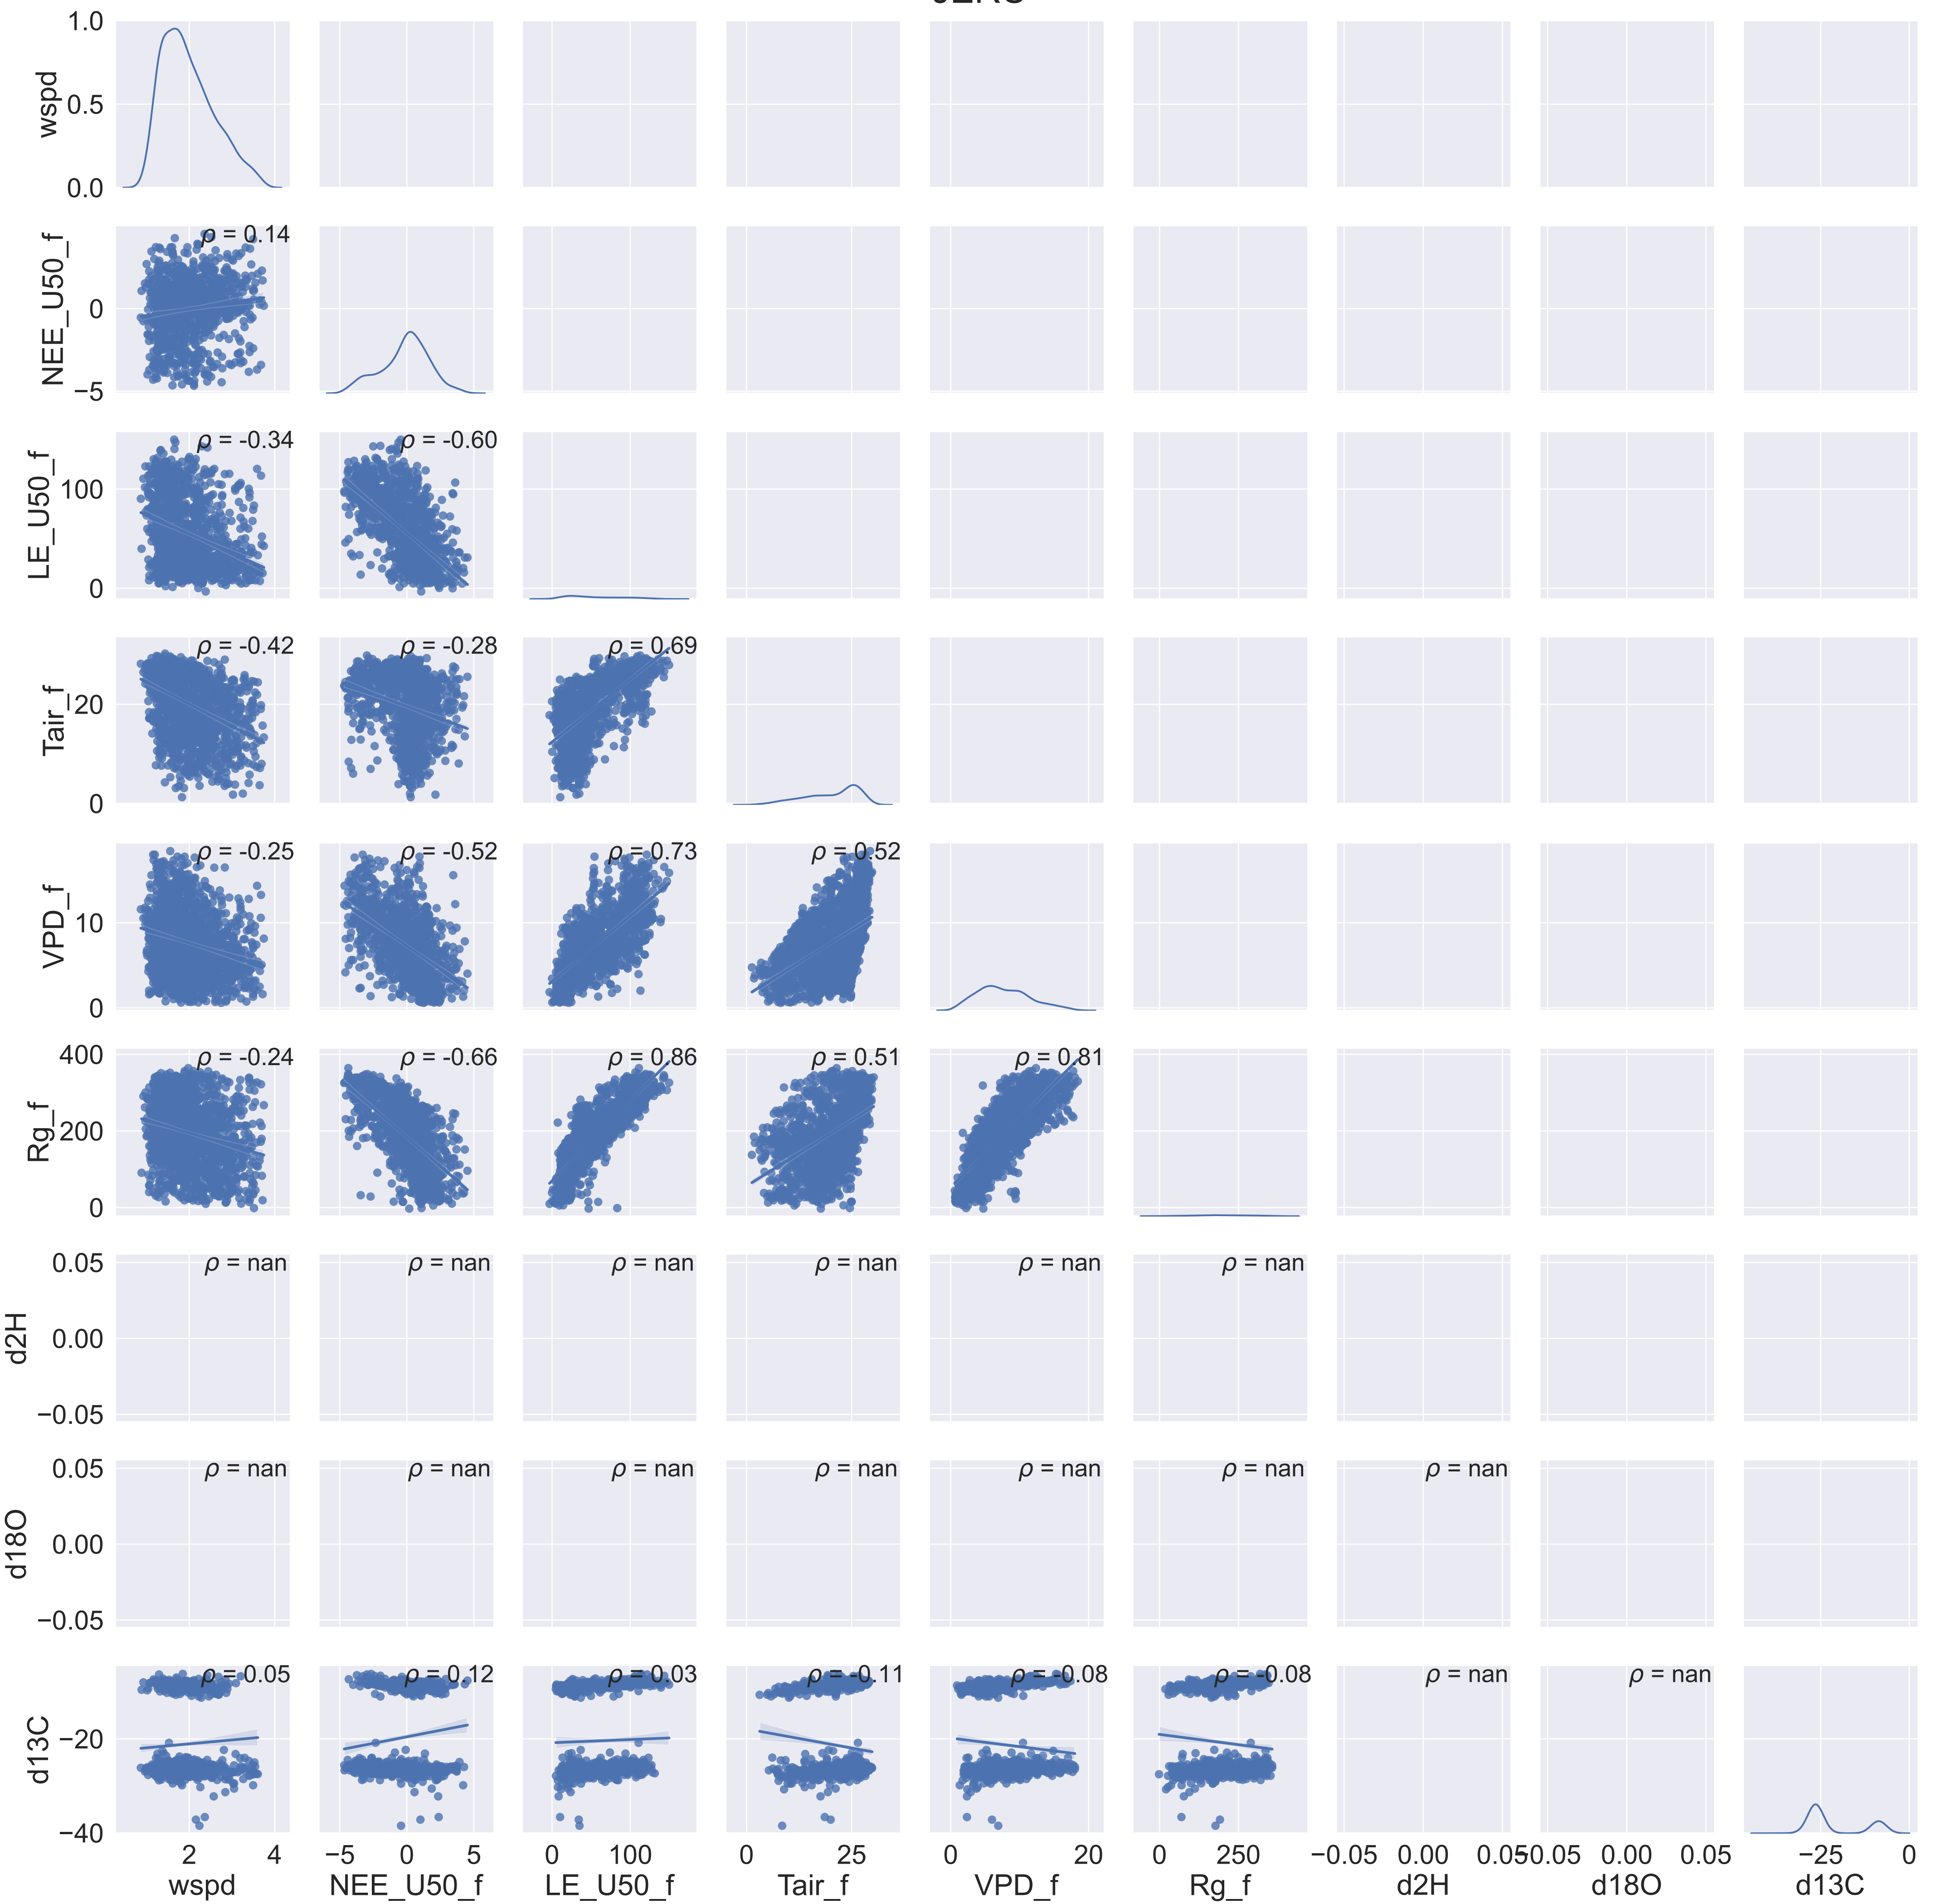 1.0
0.5
0.0
wspd
ρ = 0.14
0
−5
NEE_U50_f
ρ = -0.34 ρ = -0.60
100
0
LE_U50_f
ρ = -0.42 ρ = -0.28 ρ = 0.69
20
0
Tair_f
ρ = -0.25 ρ = -0.52 ρ = 0.73 ρ = 0.52
10
0
VPD_f
ρ = -0.24 ρ = -0.66 ρ = 0.86 ρ = 0.51 ρ = 0.81
400
200
0
Rg_f
ρ = nan ρ = nan ρ = nan ρ = nan ρ = nan ρ = nan
0.05
0.00
−0.05
d2H
ρ = nan ρ = nan ρ = nan ρ = nan ρ = nan ρ = nan ρ = nan
0.05
0.00
−0.05
d18O
ρ = 0.05 ρ = 0.12 ρ = 0.03 ρ = -0.11 ρ = -0.08 ρ = -0.08 ρ = nan ρ = nan
−20
−40
d13C
2 4 −5 0 5 0 100 0 25 0 20 0 250 −0.05 0.00 0.05 −0.05 0.00 0.05 −25 0
wspd NEE_U50_f LE_U50_f Tair_f VPD_f Rg_f d2H d18O d13C